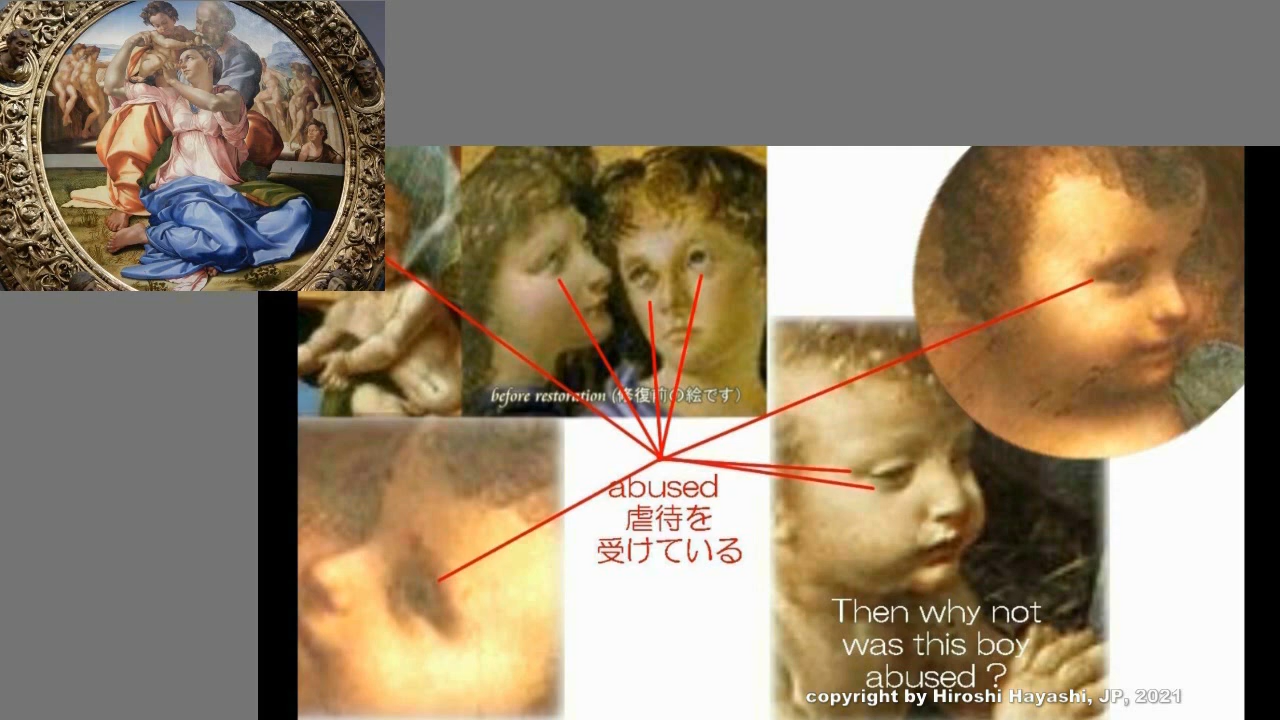 before restoration (修復前の絵です)
abused
虐待を
受けている
Then why not
was this boy
abused ?
copyright by Hiroshi Hayashi, JP, 2021